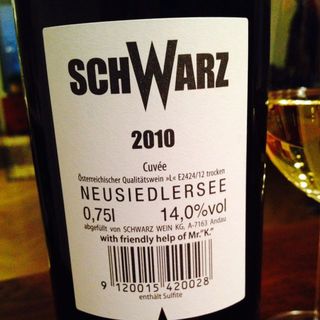 SCHWARZ
2010
Cuvée
Österreichischer Qualitätswein »L« E2424/12 trocken
NEUSIEDLERSEE
0,75l 14,0%vol
abgefüllt von SCHWARZ WEIN KG, A-7163 Andau
with friendly help of Mr."K."
9 120015 420028
enthält Sulfite